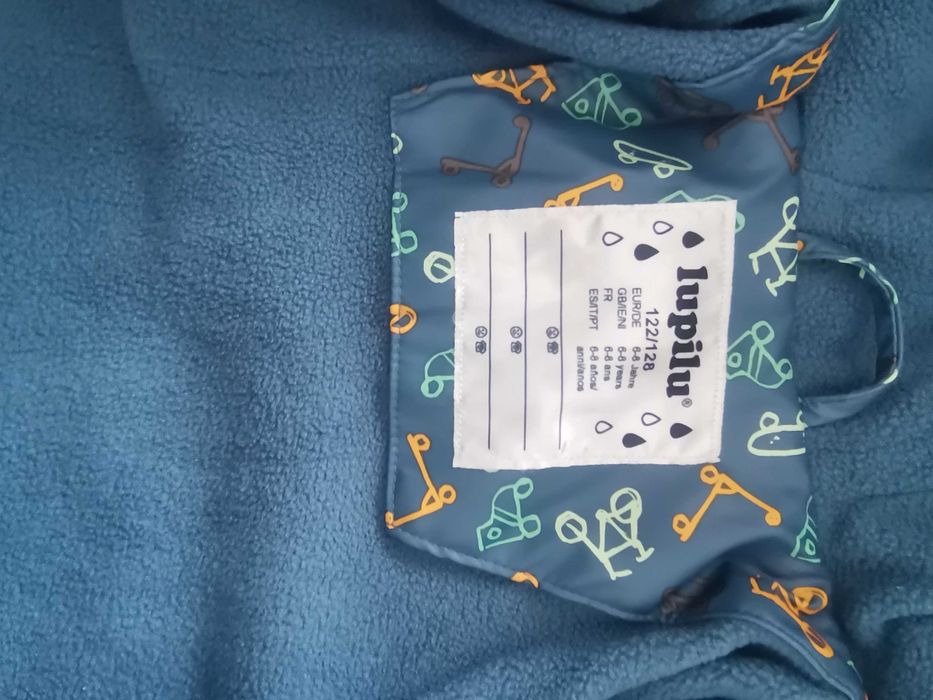 lupilu®
122/128
EUR/DE 6-8 Jahre
GB/IE/NI 6-8 years
FR 6-8 ans
ES/IT/PT 6-8 años/
anni/anos